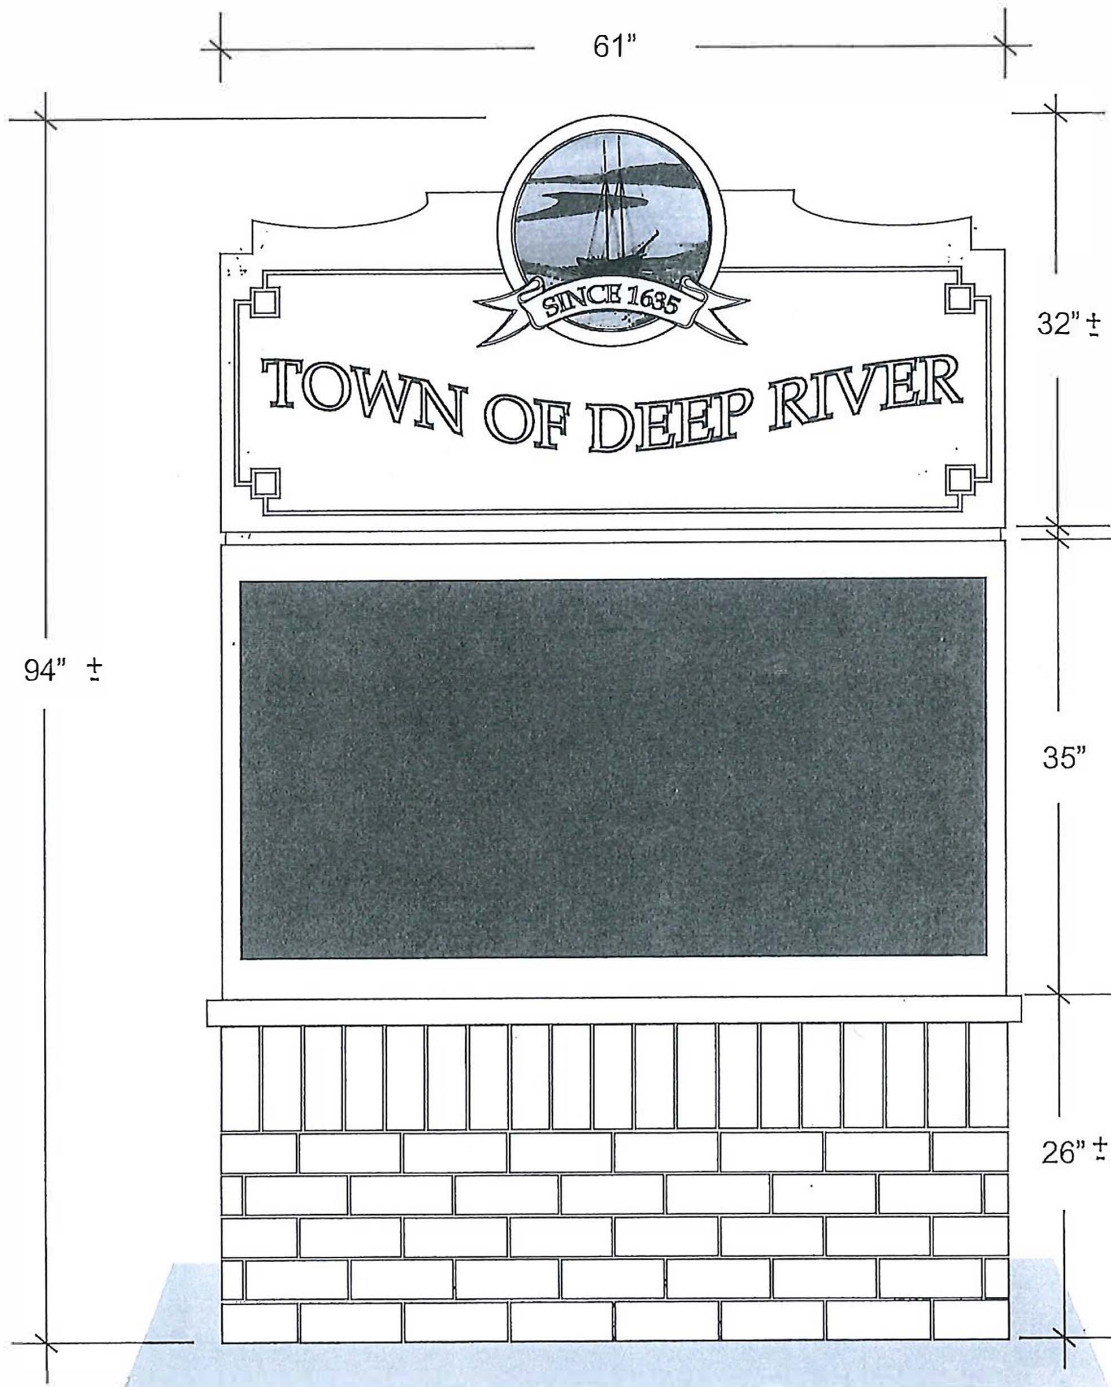 61”
SINCE 1635
32” ±
TOWN OF DEEP RIVER
94” ±
35”
26” ±